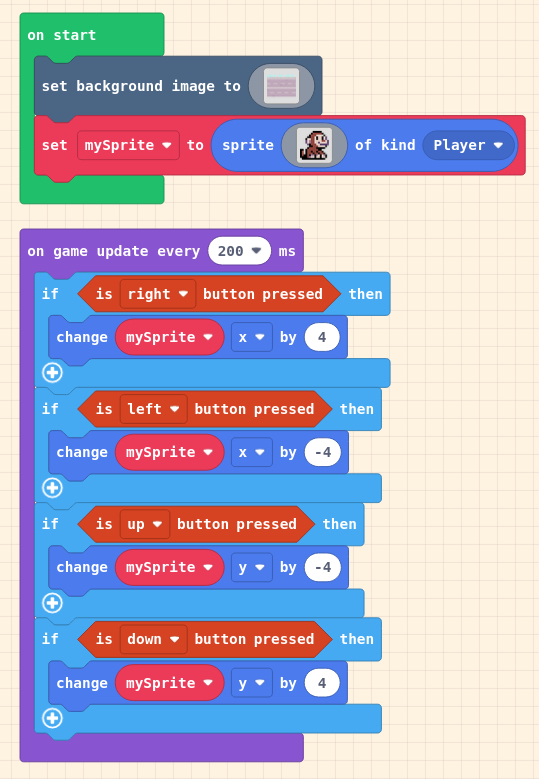 on start
set background image to
set mySprite to sprite of kind Player
on game update every 200 ms
if is right button pressed then
change mySprite x by 4
if is left button pressed then
change mySprite x by -4
if is up button pressed then
change mySprite y by -4
if is down button pressed then
change mySprite y by 4